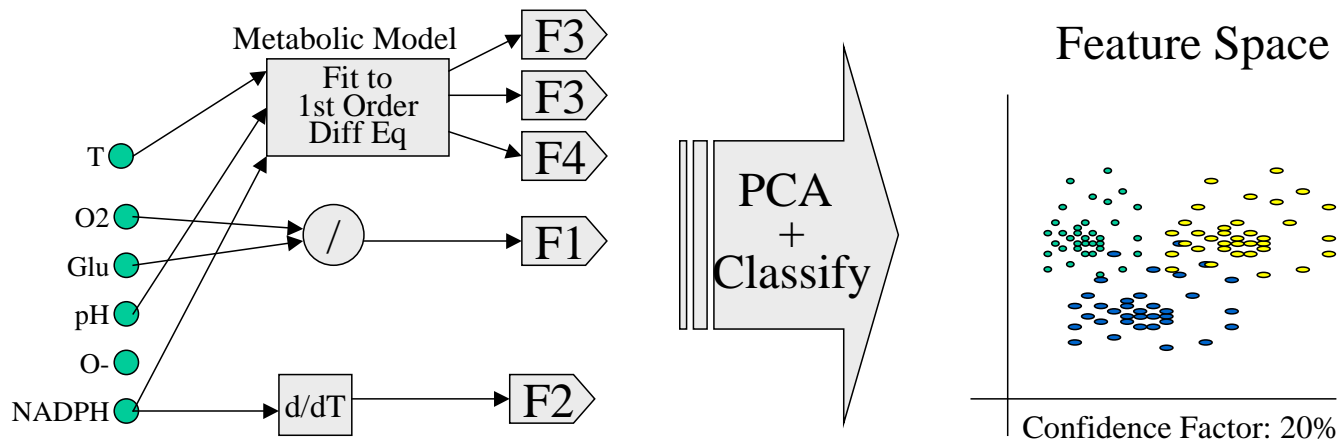 Metabolic Model
Fit to
1st Order
Diff Eq
F3
F3
F4
T
O2
Glu
pH
O-
NADPH
/
F1
d/dT
F2
PCA
+
Classify
Feature Space
Confidence Factor: 20%